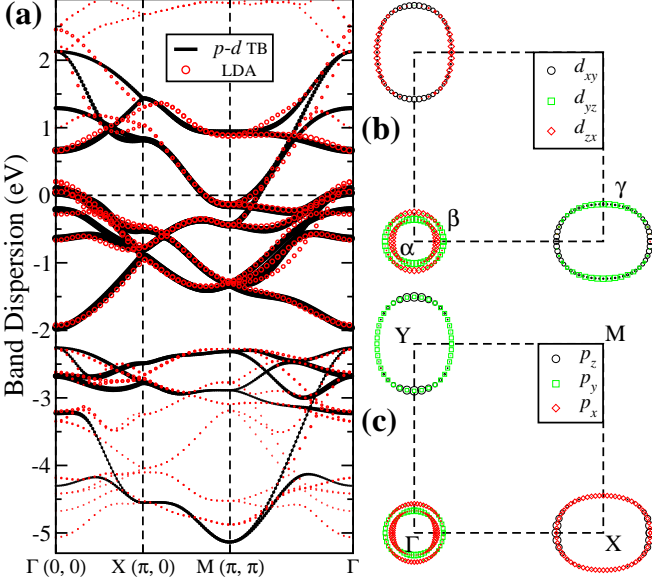 (a)
p-d TB
LDA
Band Dispersion (eV)
2
1
0
-1
-2
-3
-4
-5
Γ (0, 0)
X (π, 0)
M (π, π)
Γ
(b)
d_xy
d_yz
d_zx
γ
β
α
(c)
Y
M
p_z
p_y
p_x
Γ
X